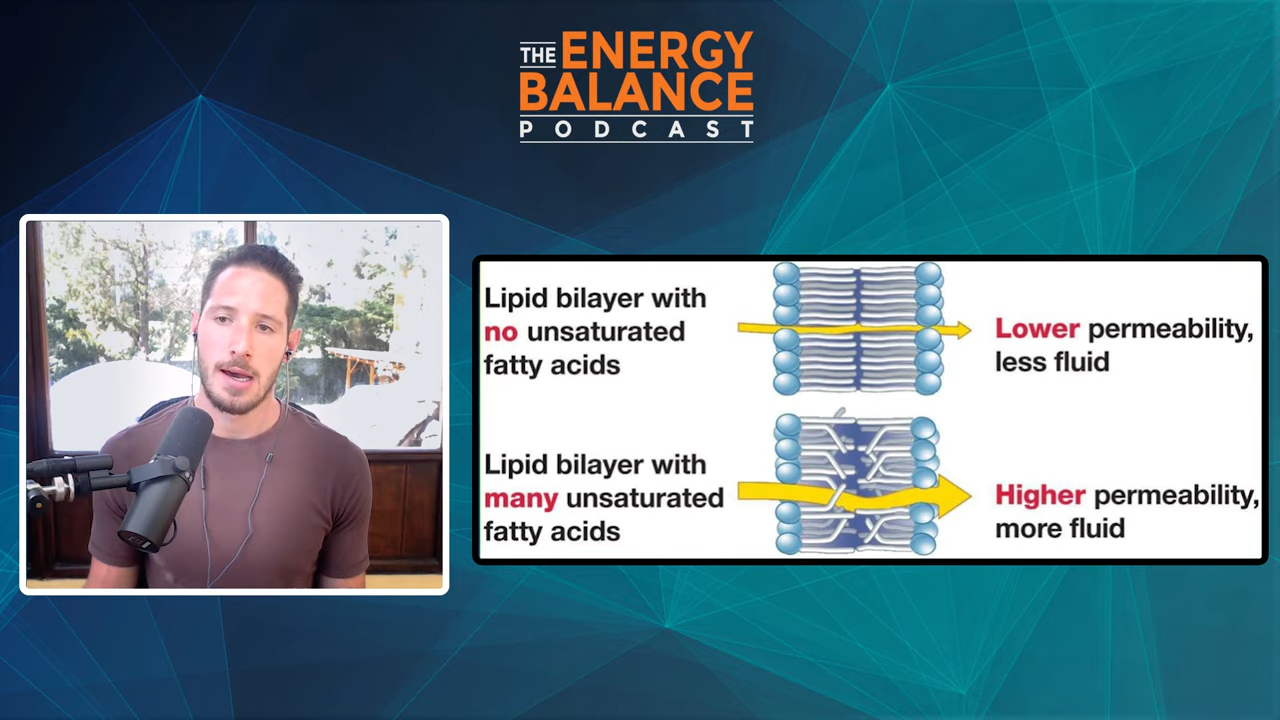 THE ENERGY
BALANCE
PODCAST
Lipid bilayer with
no unsaturated
fatty acids
Lower permeability,
less fluid
Lipid bilayer with
many unsaturated
fatty acids
Higher permeability,
more fluid